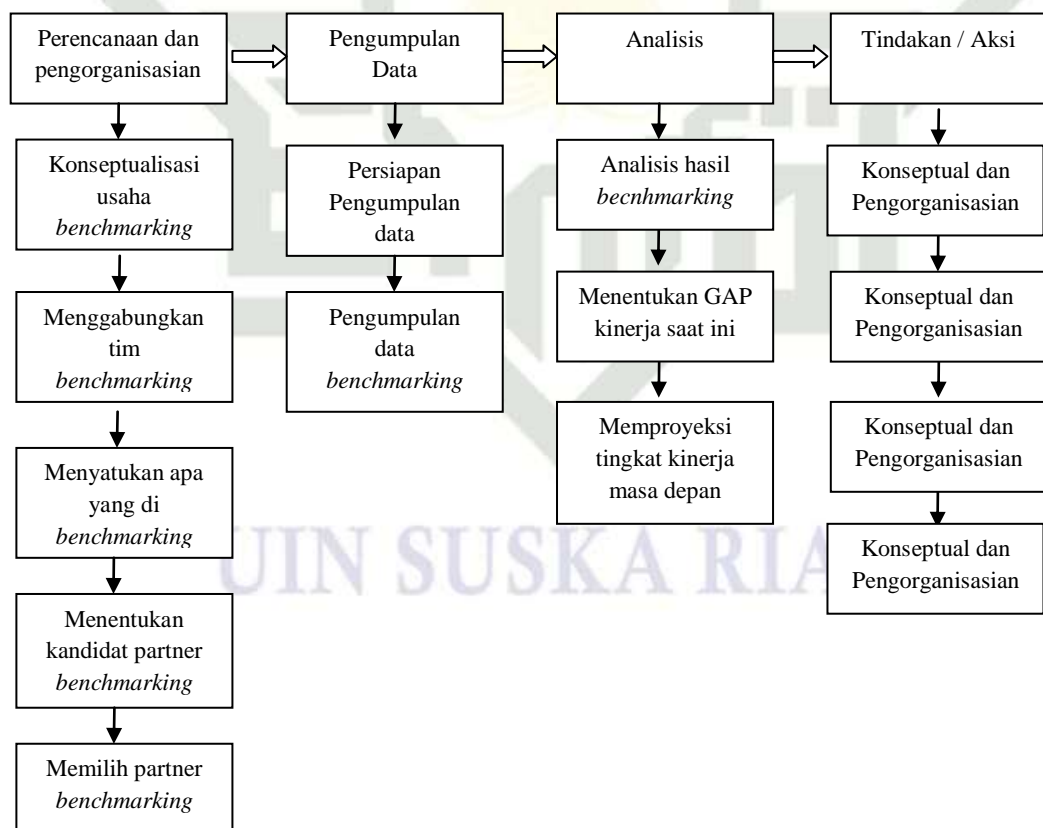 Perencanaan dan
pengorganisasian
Pengumpulan
Data
Analisis
Tindakan / Aksi
Konseptualisasi
usaha
benchmarking
Menggabungkan
tim
benchmarking
Menyatukan apa
yang di
benchmarking
Menentukan
kandidat partner
benchmarking
Memilih partner
benchmarking
Persiapan
Pengumpulan
data
Pengumpulan
data
benchmarking
Analisis hasil
becnhmarking
Menentukan GAP
kinerja saat ini
Memproyeksi
tingkat kinerja
masa depan
Konseptual dan
Pengorganisasian
Konseptual dan
Pengorganisasian
Konseptual dan
Pengorganisasian
Konseptual dan
Pengorganisasian
UIN SUSKA RIA